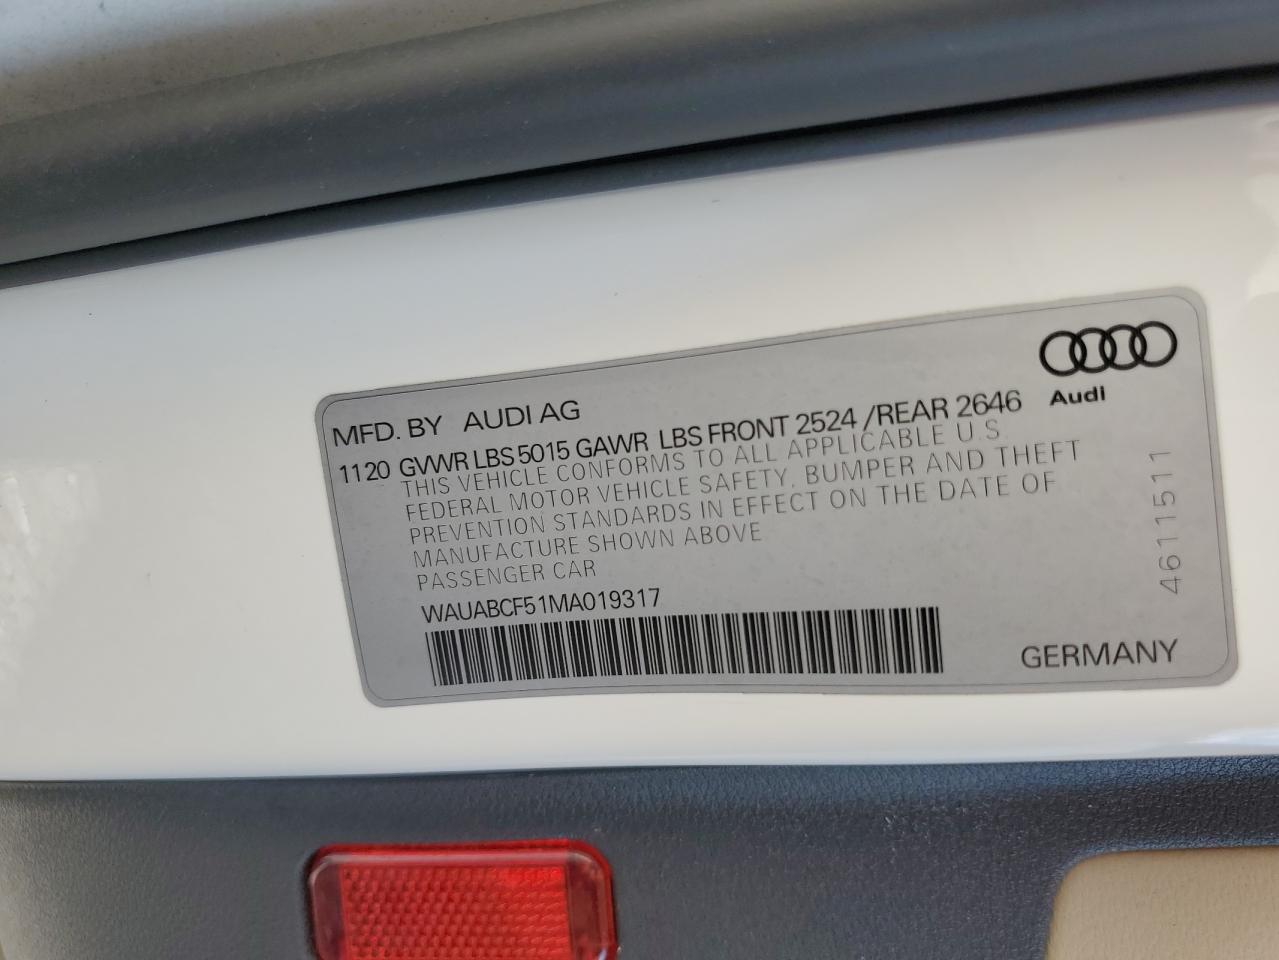 Audi
MFD. BY AUDI AG
1120 GVWR LBS 5015 GAWR LBS FRONT 2524 /REAR 2646
THIS VEHICLE CONFORMS TO ALL APPLICABLE U.S
FEDERAL MOTOR VEHICLE SAFETY, BUMPER AND THEFT
PREVENTION STANDARDS IN EFFECT ON THE DATE OF
MANUFACTURE SHOWN ABOVE
PASSENGER CAR
WAUABCF51MA019317
GERMANY
4611511